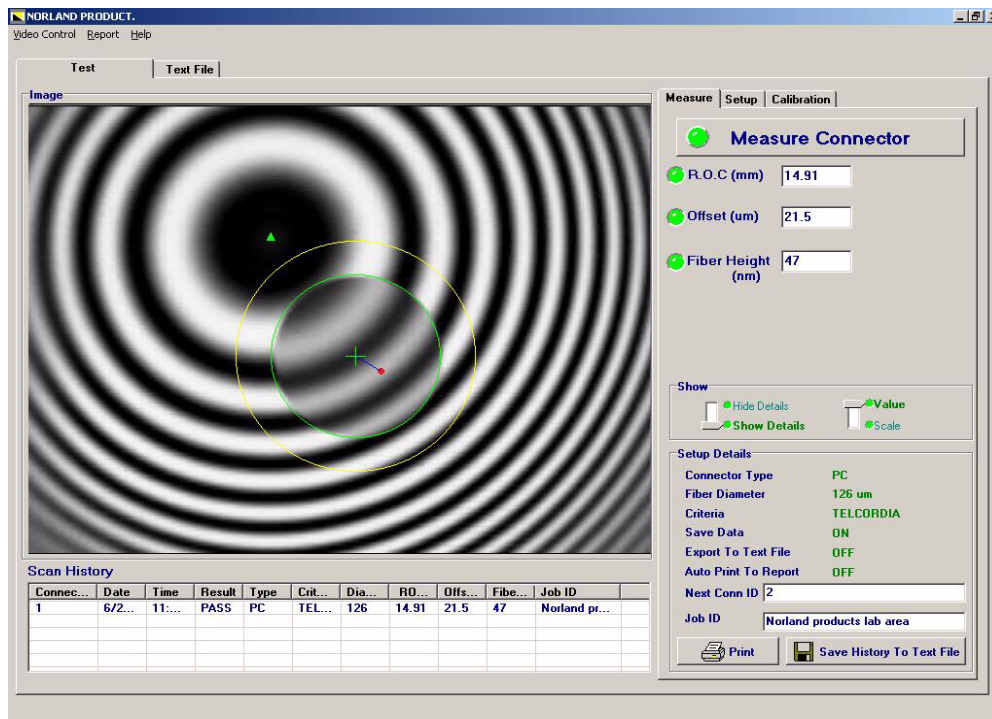 NORLAND PRODUCT.
Video Control Report Help
Test Text File
Image
Measure Setup Calibration
Measure Connector
R.O.C (mm) 14.91
Offset (um) 21.5
Fiber Height (nm) 47
Show
Hide Details Value
Show Details Scale
Setup Details
Connector Type PC
Fiber Diameter 126 um
Criteria TELCORDIA
Save Data ON
Export To Text File OFF
Auto Print To Report OFF
Next Conn ID 2
Job ID Norland products lab area
Print Save History To Text File
Scan History
Connec... Date Time Result Type Crit... Dia... RO... Offs... Fibe... Job ID
1 6/2... 11:... PASS PC TEL... 126 14.91 21.5 47 Norland pr...